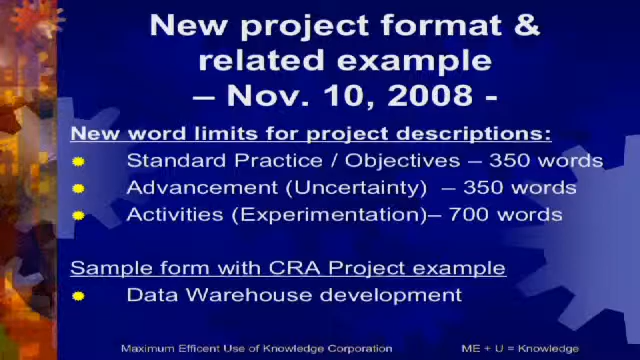 New project format &
related example
– Nov. 10, 2008 -
New word limits for project descriptions:
Standard Practice / Objectives – 350 words
Advancement (Uncertainty) – 350 words
Activities (Experimentation)– 700 words
Sample form with CRA Project example
Data Warehouse development
Maximum Efficent Use of Knowledge Corporation ME + U = Knowledge